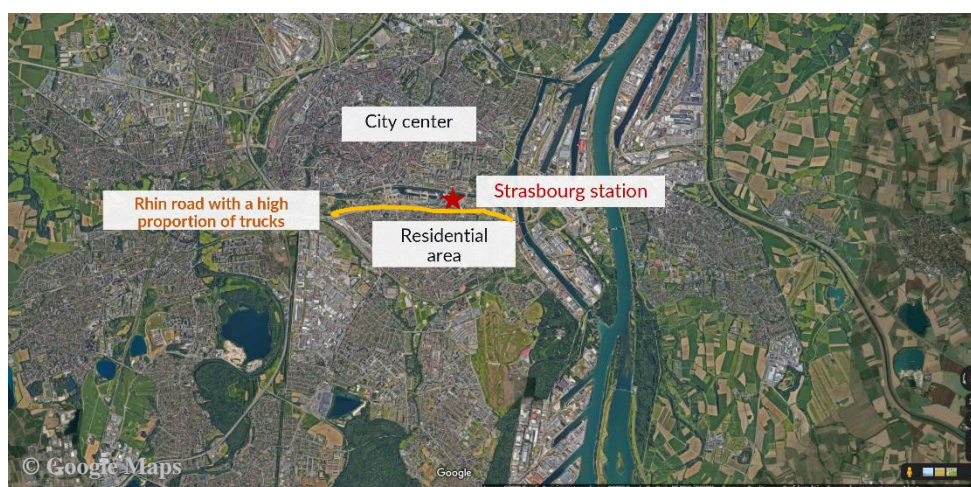 City center
Strasbourg station
Rhin road with a high
proportion of trucks
Residential
area
© Google Maps
Google